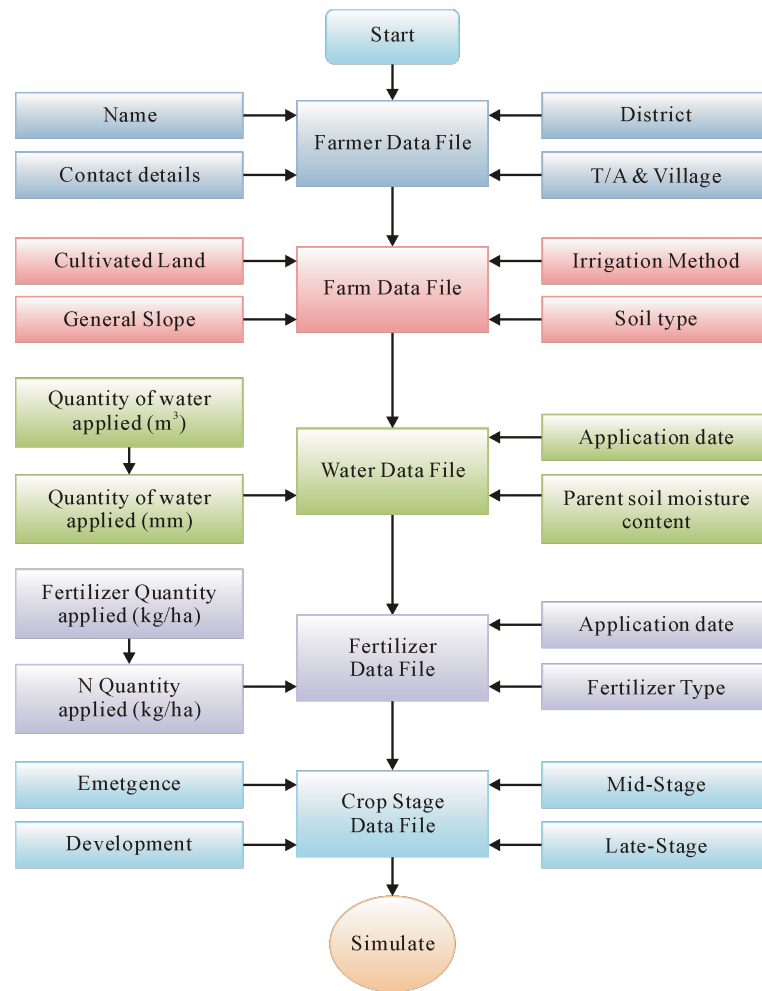 Start
Name
Farmer Data File
District
Contact details
T/A & Village
Cultivated Land
Farm Data File
Irrigation Method
General Slope
Soil type
Quantity of water
applied (m³)
Water Data File
Application date
Quantity of water
applied (mm)
Parent soil moisture
content
Fertilizer Quantity
applied (kg/ha)
Fertilizer
Data File
Application date
N Quantity
applied (kg/ha)
Fertilizer Type
Emetgence
Crop Stage
Data File
Mid-Stage
Development
Late-Stage
Simulate